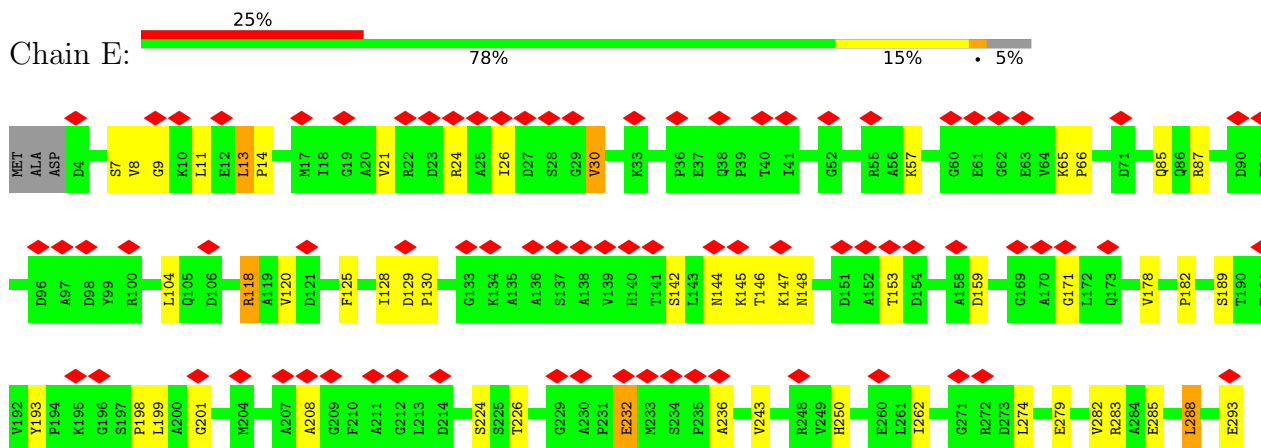 25%
Chain E:
78% 15% • 5%
MET ALA ASP D4 S7 V8 G9 K10 L11 E12 L13 P14 M17 I18 G19 A20 V21 R22 D23 R24 A25 I26 D27 S28 G29 V30 K33 P36 E37 Q38 P39 T40 I41 G52 R55 A56 K57 G60 E61 G62 E63 V64 K65 P66 D71 Q85 Q86 R87 D90
D96 A97 D98 Y99 R100 L104 Q105 D106 R118 A119 V120 D121 F125 I128 D129 P130 G133 K134 A135 A136 S137 A138 V139 H140 T141 S142 L143 N144 K145 T146 K147 N148 D151 A152 T153 D154 A158 D159 G169 A170 G171 L172 Q173 V178 P182 S189 T190
V192 Y193 P194 K195 G196 S197 P198 L199 A200 G201 M204 A207 A208 G209 F210 A211 G212 L213 D214 S224 S225 T226 G229 A230 P231 E232 M233 S234 P235 A236 V243 R248 V249 H250 E260 L261 I262 G271 R272 D273 L274 E279 V282 R283 A284 E285 L288 E293